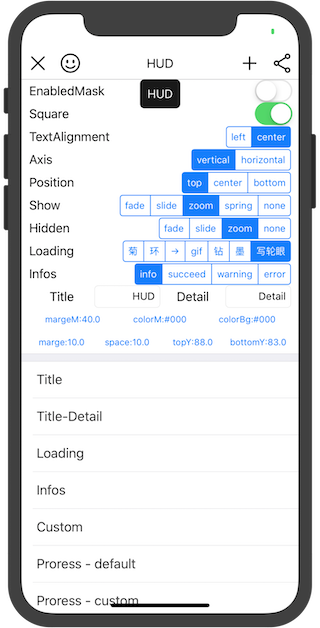 HUD
EnabledMask
HUD
Square
TextAlignment left center
Axis vertical horizontal
Position top center bottom
Show fade slide zoom spring none
Hidden fade slide zoom none
Loading 菊 环 → gif 钻 墨 写轮眼
Infos info succeed warning error
Title HUD Detail Detail
margeM:40.0 colorM:#000 colorBg:#000
marge:10.0 space:10.0 topY:88.0 bottomY:83.0
Title
Title-Detail
Loading
Infos
Custom
Proress - default
Proress - custom